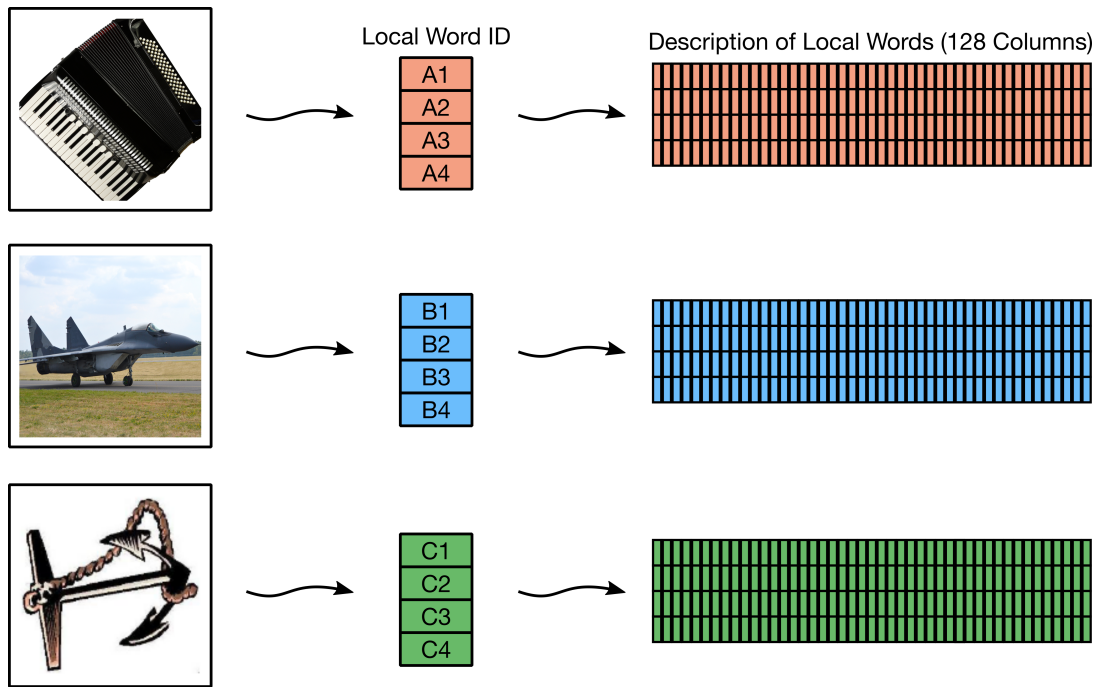 Local Word ID
Description of Local Words (128 Columns)
A1
A2
A3
A4
B1
B2
B3
B4
C1
C2
C3
C4